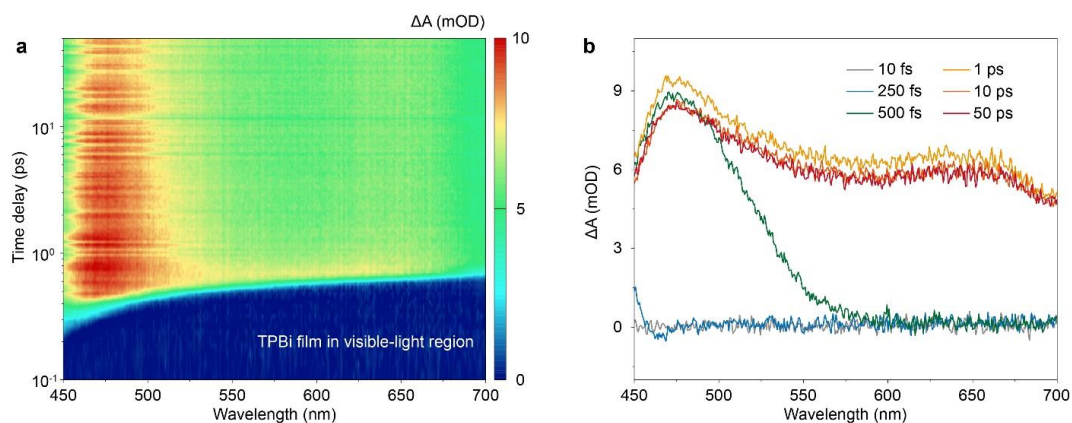 a
ΔA (mOD)
10
5
0
Time delay (ps)
10¹
10⁰
10⁻¹
TPBi film in visible-light region
450 500 550 600 650 700
Wavelength (nm)
b
10 fs 1 ps
250 fs 10 ps
500 fs 50 ps
ΔA (mOD)
9
6
3
0
450 500 550 600 650 700
Wavelength (nm)